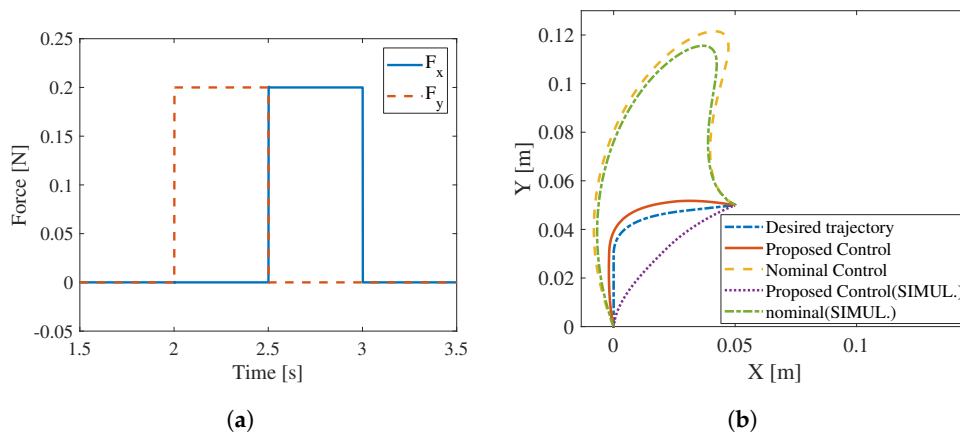 F_x
F_y
0.25
0.2
0.15
0.1
0.05
0
-0.05
1.5 2 2.5 3 3.5
Force [N]
Time [s]
(a)
0.12
0.1
0.08
0.06
0.04
0.02
0
0 0.05 0.1
Y [m]
X [m]
Desired trajectory
Proposed Control
Nominal Control
Proposed Control(SIMUL.)
nominal(SIMUL.)
(b)